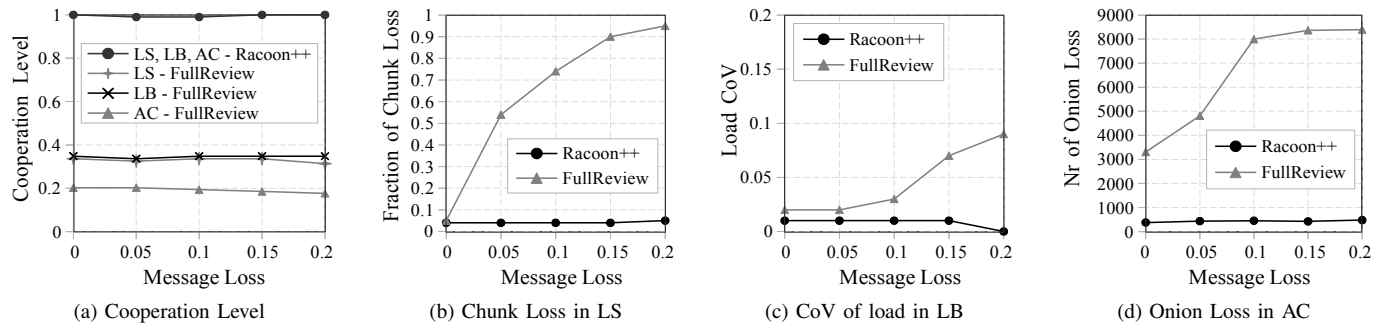 1
0.8
0.6
0.4
0.2
0
Cooperation Level
LS, LB, AC - Racoon++
LS - FullReview
LB - FullReview
AC - FullReview
0 0.05 0.1 0.15 0.2
Message Loss
(a) Cooperation Level
1
0.9
0.8
0.7
0.6
0.5
0.4
0.3
0.2
0.1
0
Fraction of Chunk Loss
Racoon++
FullReview
0 0.05 0.1 0.15 0.2
Message Loss
(b) Chunk Loss in LS
0.2
0.15
0.1
0.05
0
Load CoV
Racoon++
FullReview
0 0.05 0.1 0.15 0.2
Message Loss
(c) CoV of load in LB
9000
8000
7000
6000
5000
4000
3000
2000
1000
0
Nr of Onion Loss
Racoon++
FullReview
0 0.05 0.1 0.15 0.2
Message Loss
(d) Onion Loss in AC